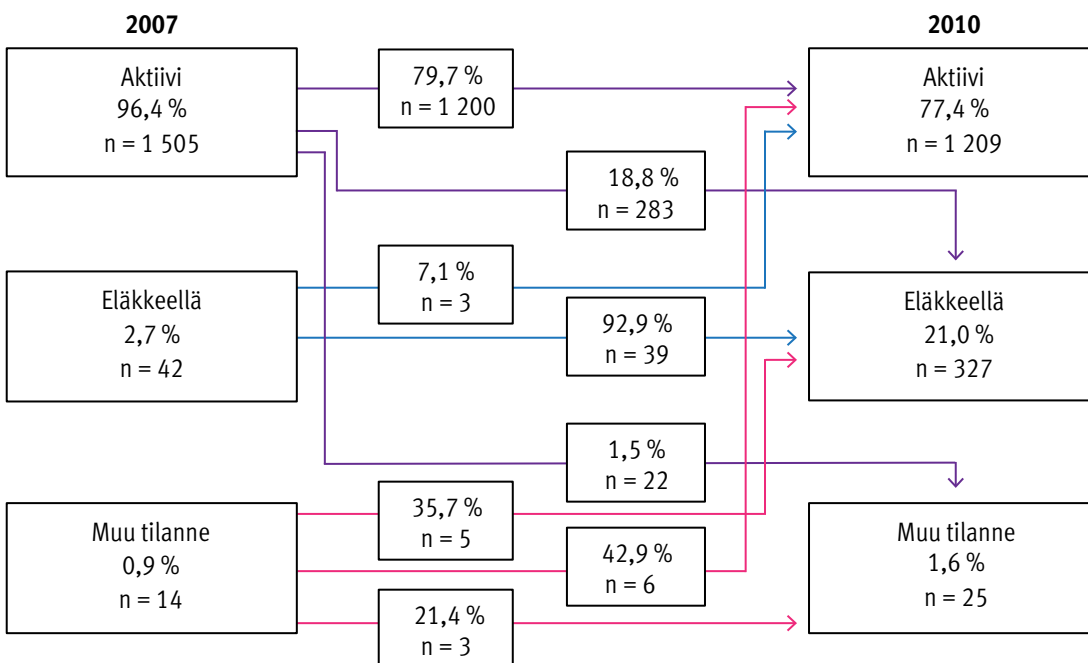 2007
2010
Aktiivi
96,4 %
n = 1 505
79,7 %
n = 1 200
Aktiivi
77,4 %
n = 1 209
18,8 %
n = 283
Eläkkeellä
2,7 %
n = 42
7,1 %
n = 3
92,9 %
n = 39
Eläkkeellä
21,0 %
n = 327
1,5 %
n = 22
Muu tilanne
0,9 %
n = 14
35,7 %
n = 5
42,9 %
n = 6
21,4 %
n = 3
Muu tilanne
1,6 %
n = 25